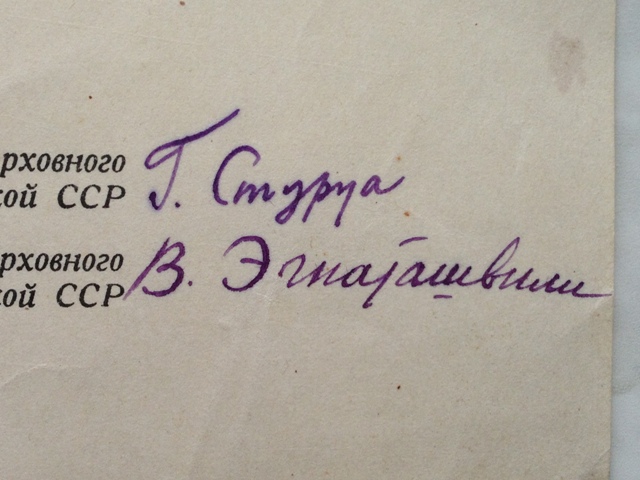 рховного
кой ССР Г. Стуруа
рховного
кой ССР В. Эгнаташвили